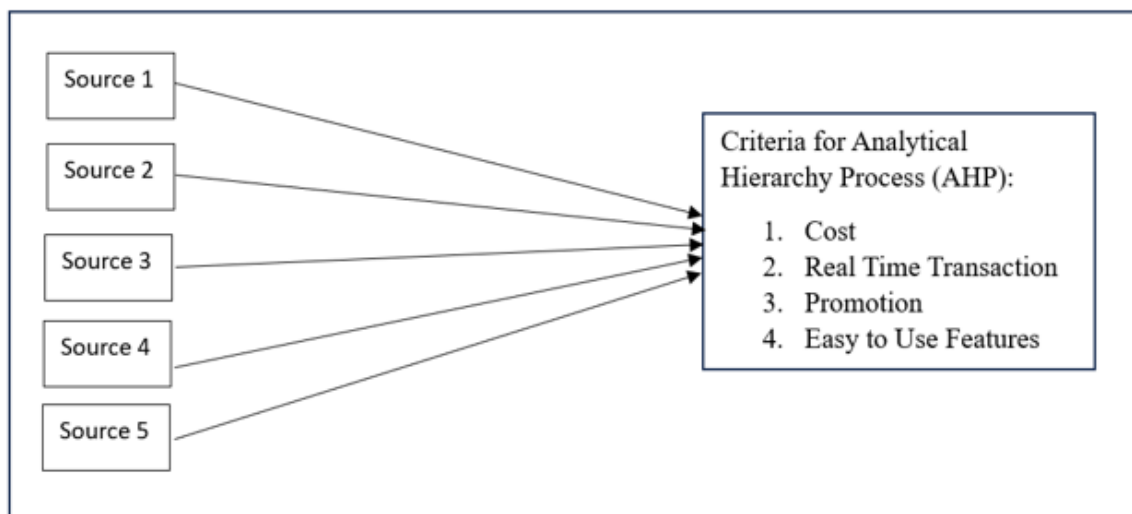 Source 1
Source 2
Source 3
Source 4
Source 5
Criteria for Analytical
Hierarchy Process (AHP):
1. Cost
2. Real Time Transaction
3. Promotion
4. Easy to Use Features